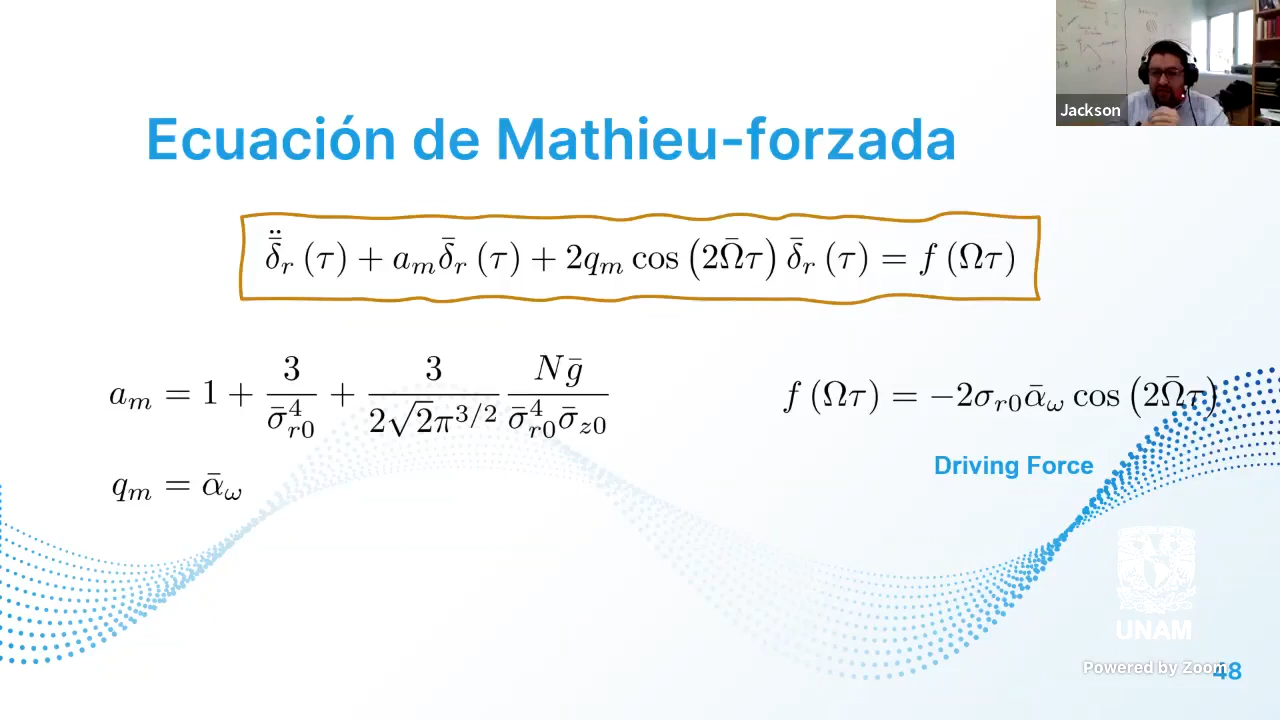 Jackson
Ecuación de Mathieu-forzada
$\ddot{\bar{\delta}}_r (\tau) + a_m \bar{\delta}_r (\tau) + 2q_m \cos (2\bar{\Omega}\tau) \bar{\delta}_r (\tau) = f (\Omega\tau)$
$a_m = 1 + \frac{3}{\bar{\sigma}_{r0}^4} + \frac{3}{2\sqrt{2}\pi^{3/2}} \frac{N\bar{g}}{\bar{\sigma}_{r0}^4 \bar{\sigma}_{z0}}$
$f (\Omega\tau) = -2\sigma_{r0} \bar{\alpha}_\omega \cos (2\bar{\Omega}\tau)$
Driving Force
$q_m = \bar{\alpha}_\omega$
UNAM
Powered by Zoom
48